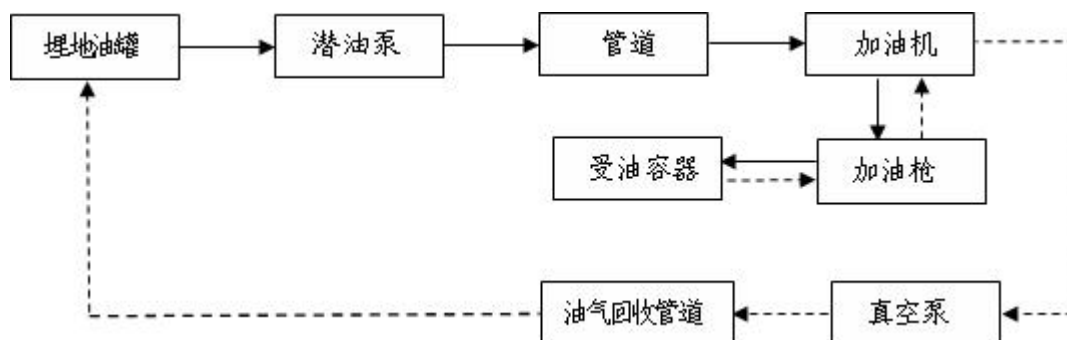 埋地油罐
潜油泵
管道
加油机
受油容器
加油枪
油气回收管道
真空泵